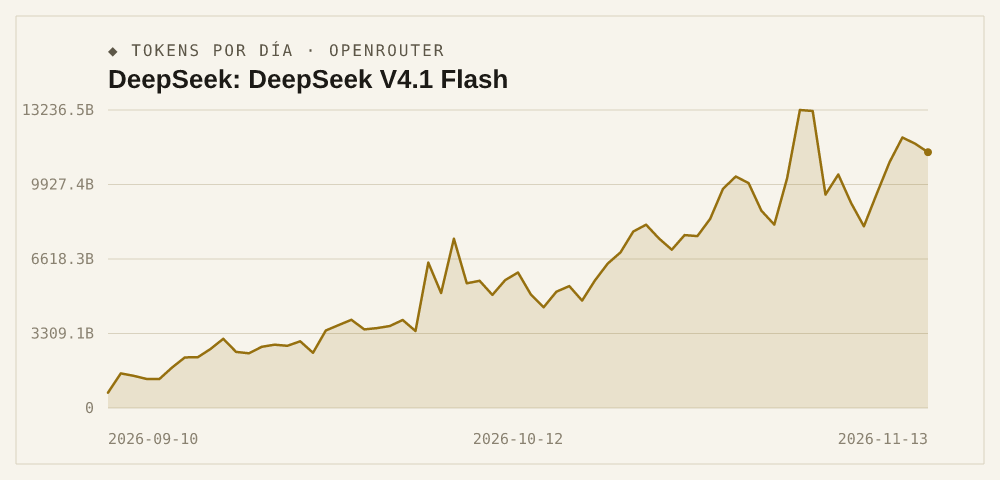 ◆ TOKENS POR DÍA · OPENROUTER
DeepSeek: DeepSeek V4.1 Flash
13236.5B
9927.4B
6618.3B
3309.1B
0
2026-09-10 2026-10-12 2026-11-13